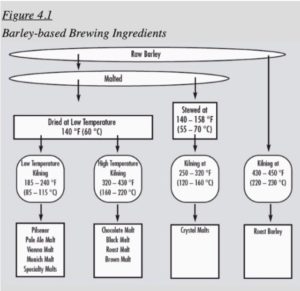 Figure 4.1
Barley-based Brewing Ingredients
Raw Barley
Malted
Dried at Low Temperature
140 °F (60 °C)
Stewed at
140 – 158 °F
(55 – 70 °C)
Low Temperature
Kilning
185 – 240 °F
(85 – 115 °C)
High Temperature
Kilning
320 – 430 °F
(160 – 220 °C)
Kilning at
250 – 320 °F
(120 – 160 °C)
Kilning at
430 – 450 °F
(220 – 230 °C)
Pilsener
Pale Ale Malt
Vienna Malt
Munich Malt
Specialty Malts
Chocolate Malt
Black Malt
Roast Malt
Brown Malt
Crystal Malts
Roast Barley